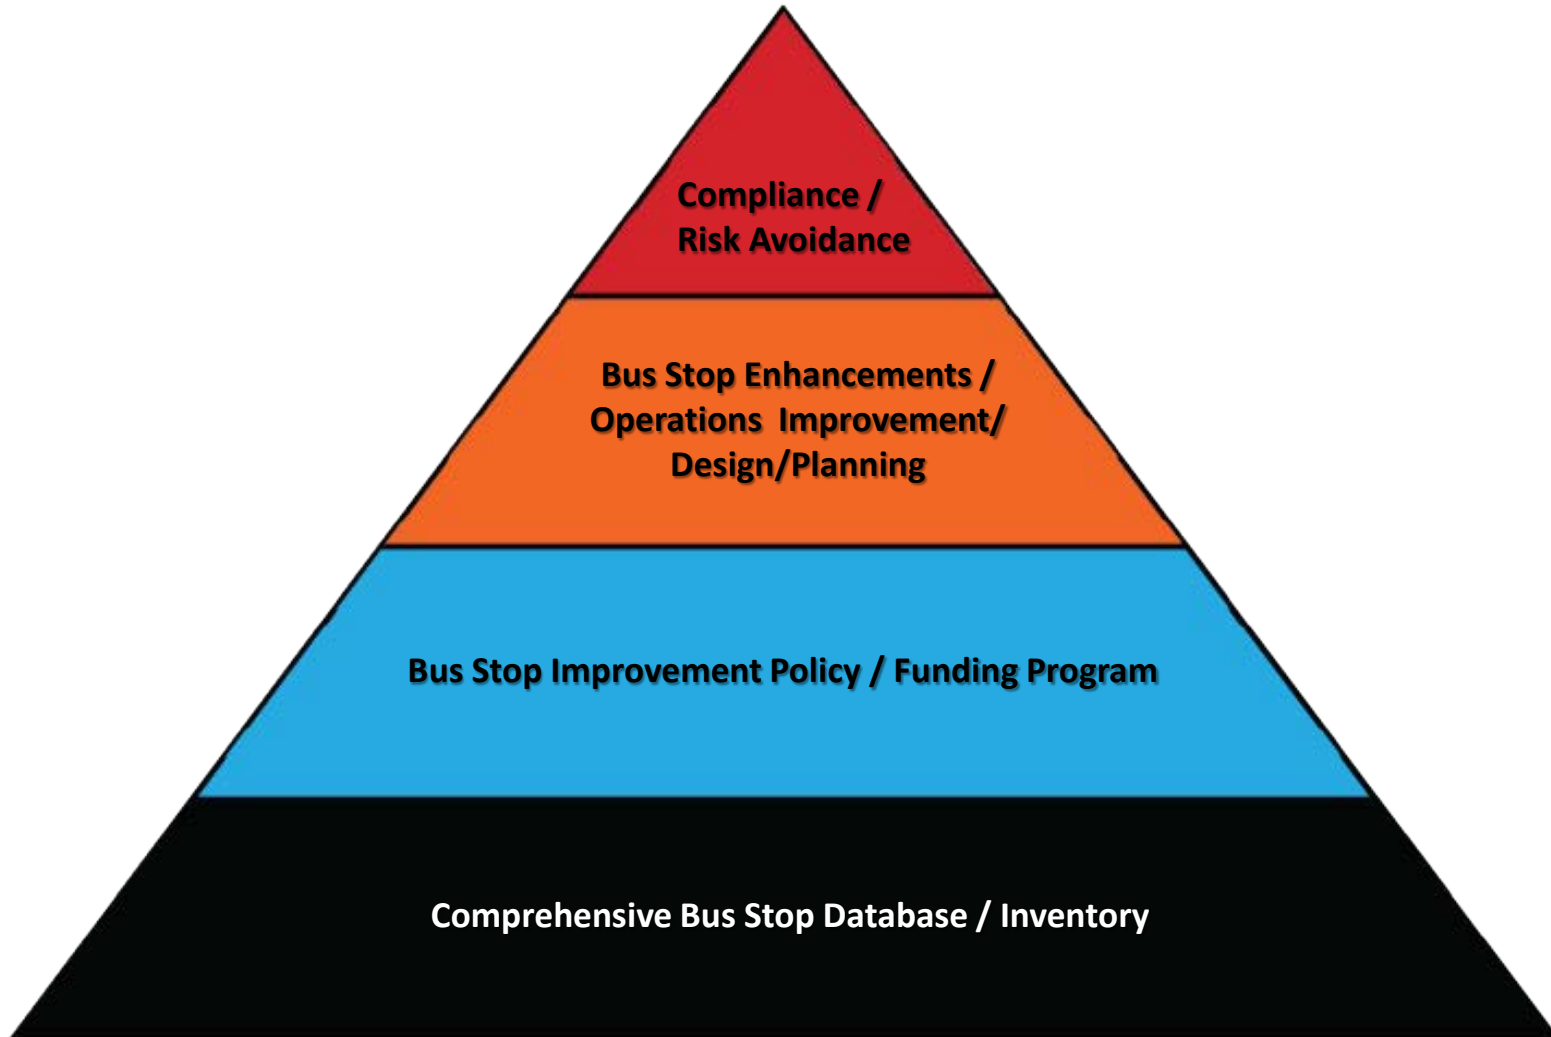 Compliance /
Risk Avoidance
Bus Stop Enhancements /
Operations  Improvement/
Design/Planning
Bus Stop Improvement Policy / Funding Program
Comprehensive Bus Stop Database / Inventory